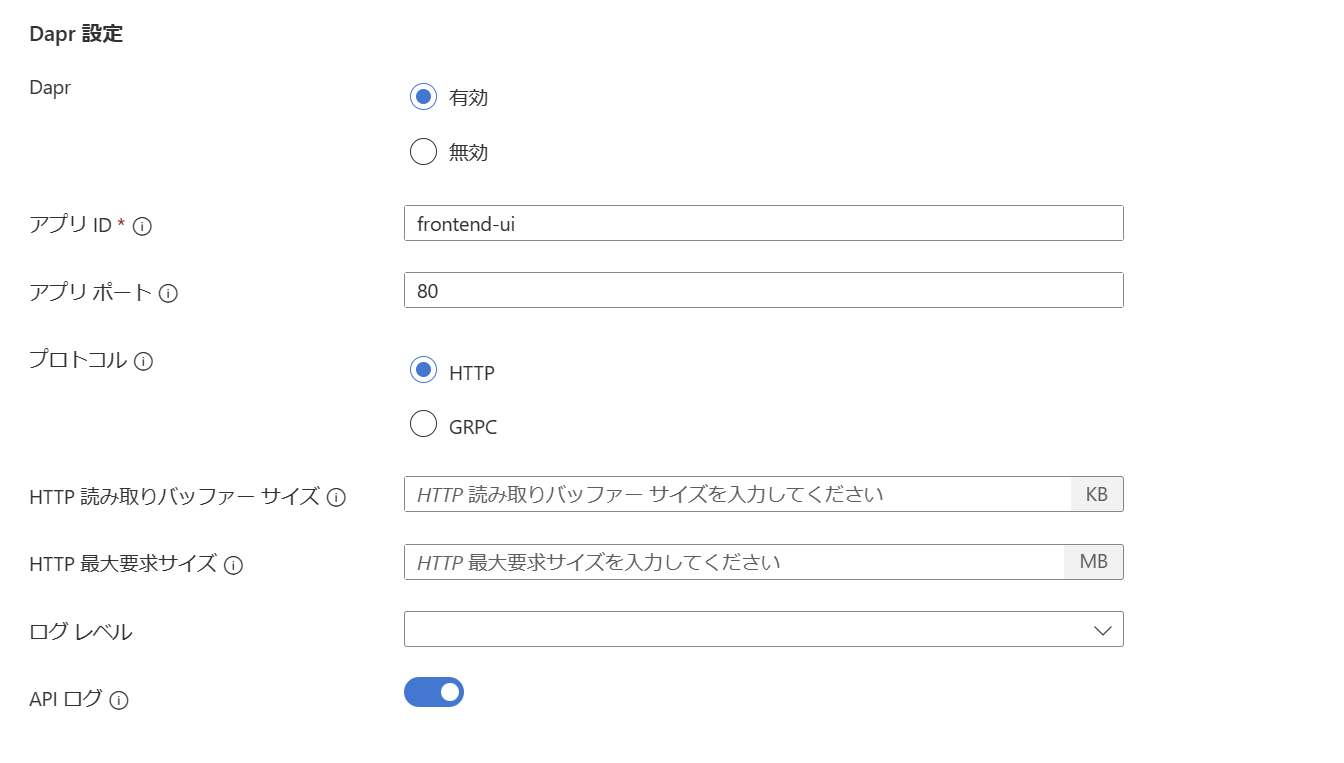 Dapr 設定
Dapr
有効
無効
アプリ ID *
frontend-ui
アプリ ポート
80
プロトコル
HTTP
GRPC
HTTP 読み取りバッファー サイズ
HTTP 読み取りバッファー サイズを入力してください
KB
HTTP 最大要求サイズ
HTTP 最大要求サイズを入力してください
MB
ログ レベル
API ログ